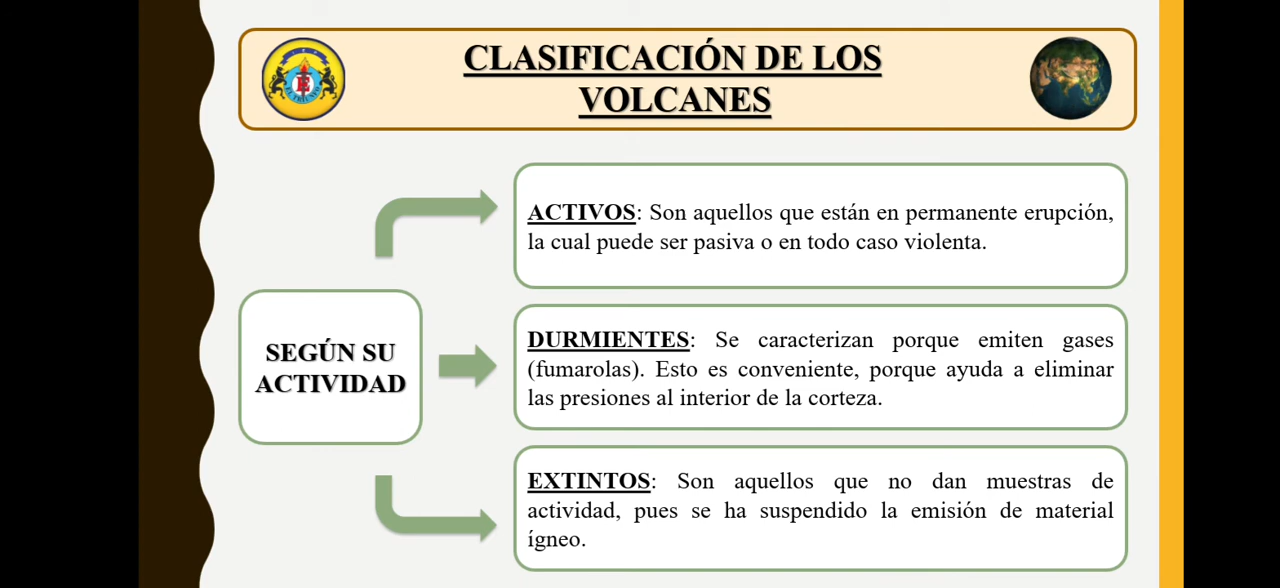 CLASIFICACIÓN DE LOS
VOLCANES
EL TRIUNFO
ACTIVOS: Son aquellos que están en permanente erupción,
la cual puede ser pasiva o en todo caso violenta.
SEGÚN SU
ACTIVIDAD
DURMIENTES: Se caracterizan porque emiten gases
(fumarolas). Esto es conveniente, porque ayuda a eliminar
las presiones al interior de la corteza.
EXTINTOS: Son aquellos que no dan muestras de
actividad, pues se ha suspendido la emisión de material
ígneo.